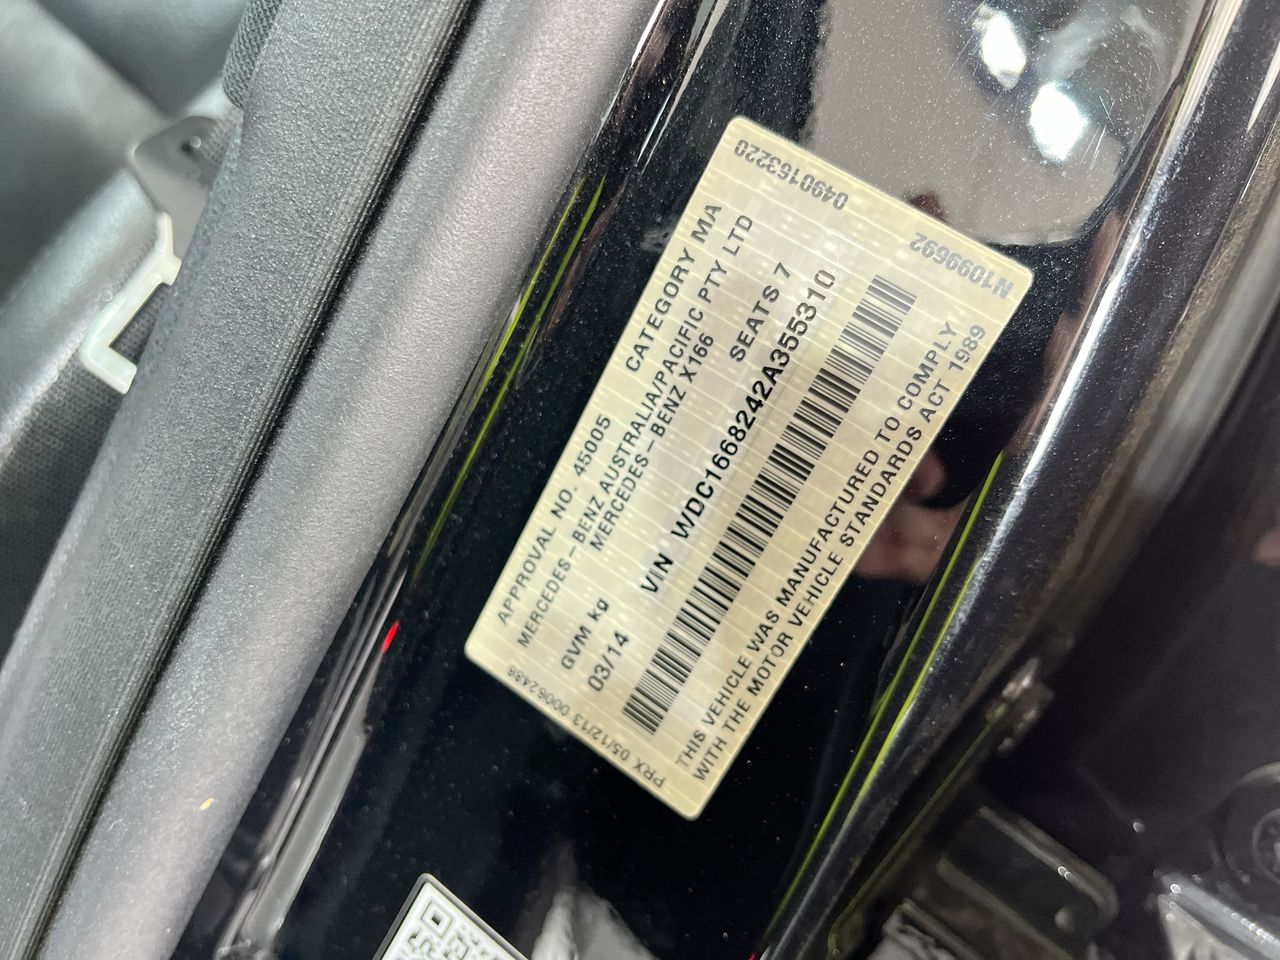 APPROVAL NO. 45005 CATEGORY MA
MERCEDES-BENZ AUSTRALIA/PACIFIC PTY LTD
MERCEDES-BENZ X166
GVM kg SEATS 7
03/14 VIN WDC1668242A355310
THIS VEHICLE WAS MANUFACTURED TO COMPLY
WITH THE MOTOR VEHICLE STANDARDS ACT 1989
PRX 05/12/13 00062486
0490163220
N1099692